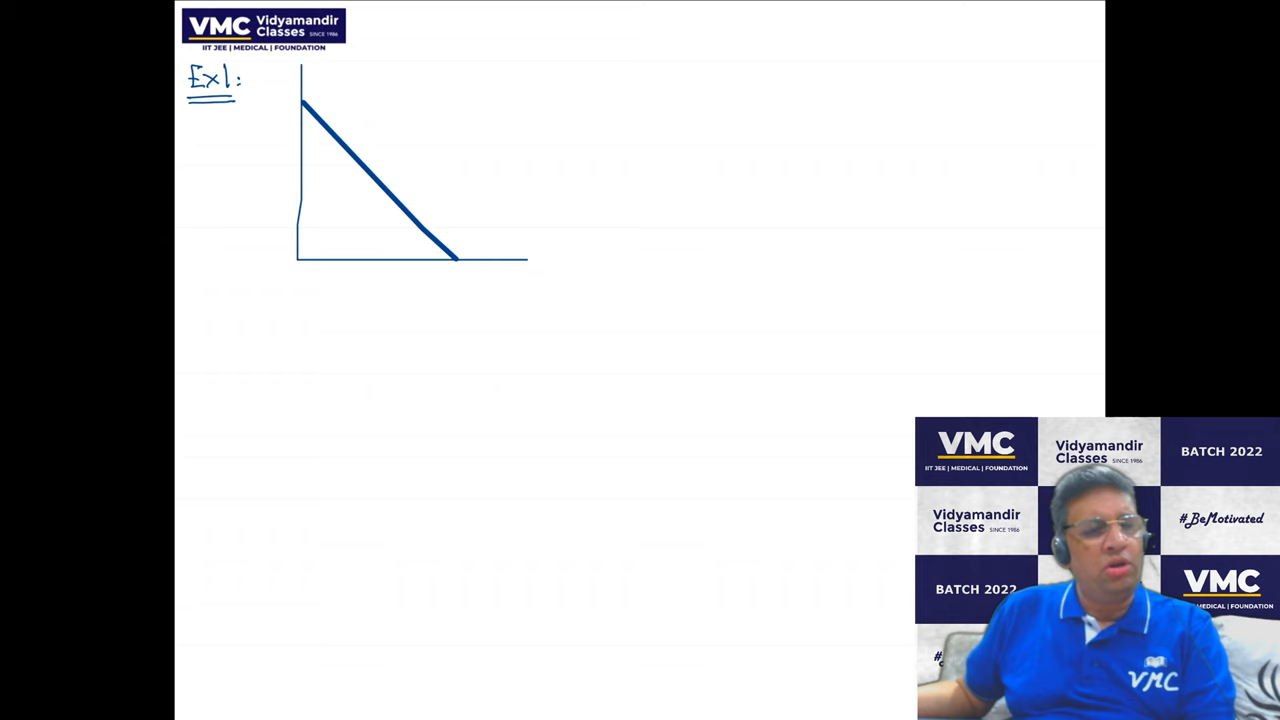 VMC Vidyamandir
Classes SINCE 1986
IIT JEE | MEDICAL | FOUNDATION
Ex1:
VMC
IIT JEE | MEDICAL | FOUNDATION
Vidyamandir
Classes SINCE 1986
BATCH 2022
Vidyamandir
Classes SINCE 1986
#BeMotivated
BATCH 2022
VMC
MEDICAL | FOUNDATION
VMC